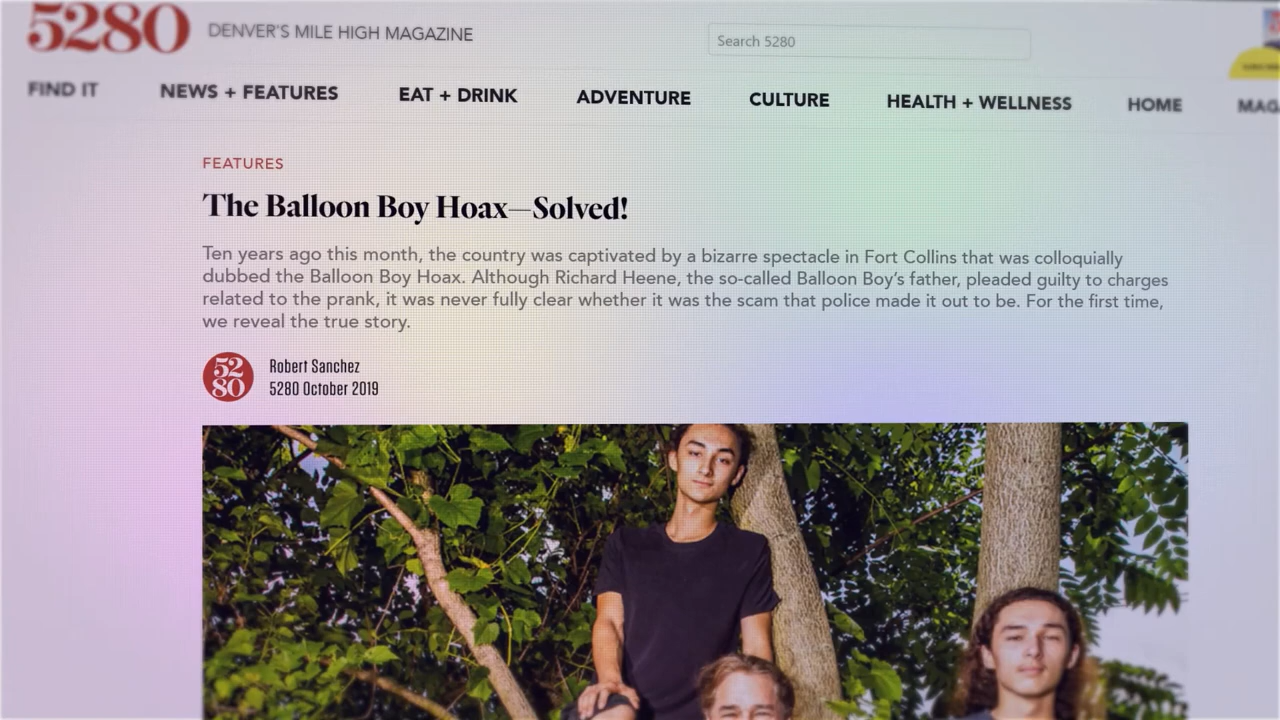 5280
DENVER'S MILE HIGH MAGAZINE
Search 5280
FIND IT
NEWS + FEATURES
EAT + DRINK
ADVENTURE
CULTURE
HEALTH + WELLNESS
HOME
FEATURES
The Balloon Boy Hoax—Solved!
Ten years ago this month, the country was captivated by a bizarre spectacle in Fort Collins that was colloquially
dubbed the Balloon Boy Hoax. Although Richard Heene, the so-called Balloon Boy's father, pleaded guilty to charges
related to the prank, it was never fully clear whether it was the scam that police made it out to be. For the first time,
we reveal the true story.
52
80
Robert Sanchez
5280 October 2019